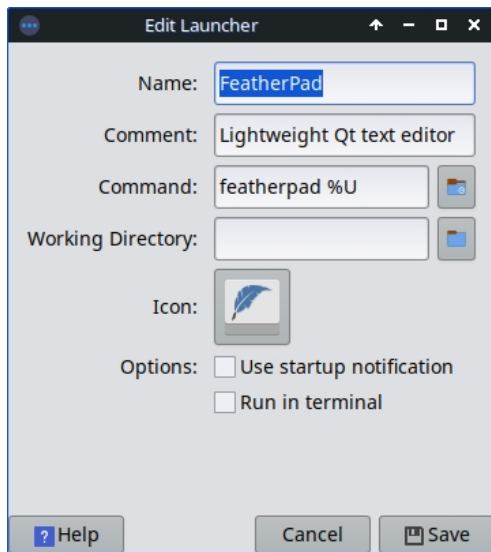 Edit Launcher
Name: FeatherPad
Comment: Lightweight Qt text editor
Command: featherpad %U
Working Directory:
Icon:
Options: Use startup notification
Run in terminal
? Help Cancel Save